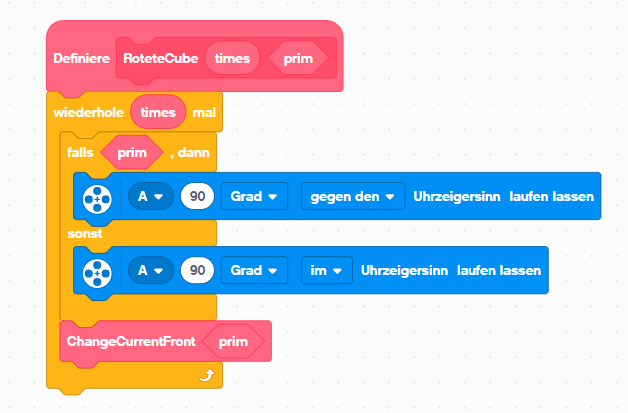 Definiere RoteteCube times prim
wiederhole times mal
falls prim , dann
A 90 Grad gegen den Uhrzeigersinn laufen lassen
sonst
A 90 Grad im Uhrzeigersinn laufen lassen
ChangeCurrentFront prim